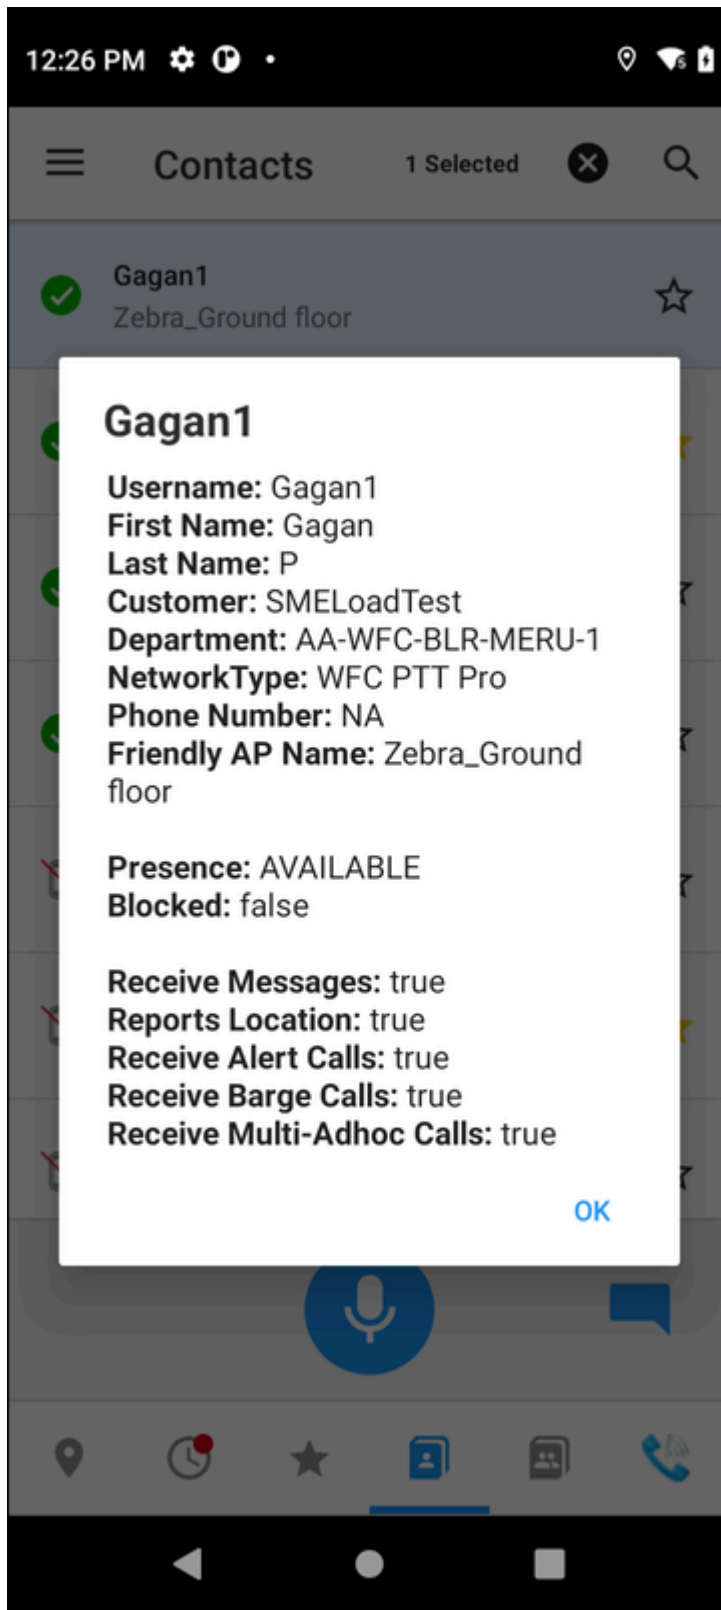 12:26 PM
Contacts
1 Selected
Gagan1
Zebra_Ground floor
Gagan1
Username: Gagan1
First Name: Gagan
Last Name: P
Customer: SMELoadTest
Department: AA-WFC-BLR-MERU-1
NetworkType: WFC PTT Pro
Phone Number: NA
Friendly AP Name: Zebra_Ground
floor
Presence: AVAILABLE
Blocked: false
Receive Messages: true
Reports Location: true
Receive Alert Calls: true
Receive Barge Calls: true
Receive Multi-Adhoc Calls: true
OK